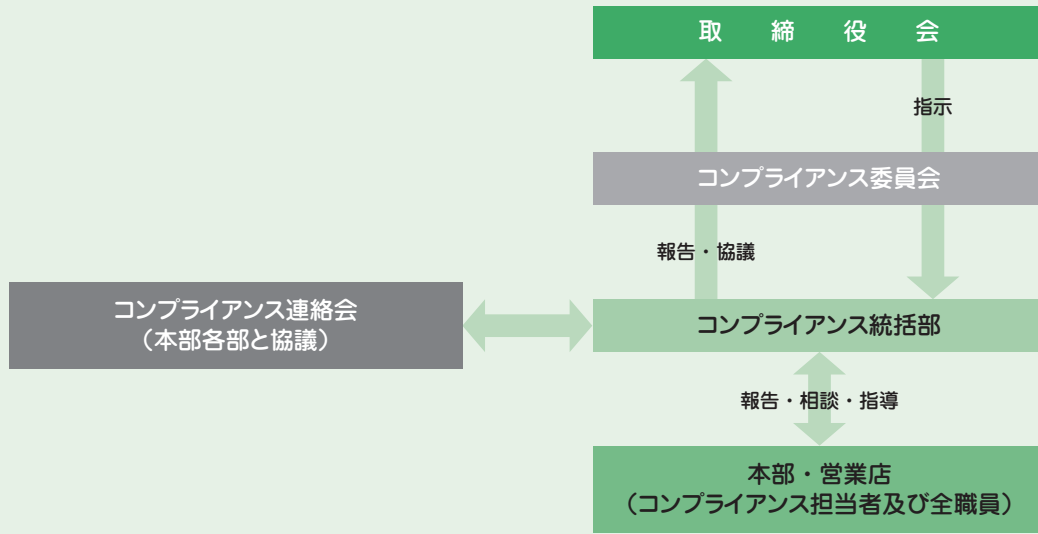 取締役会
指示
コンプライアンス委員会
報告・協議
コンプライアンス連絡会
（本部各部と協議）
コンプライアンス統括部
報告・相談・指導
本部・営業店
（コンプライアンス担当者及び全職員）